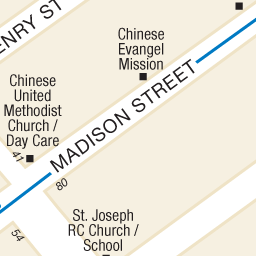 ENRY ST
Chinese
Evangel
Mission
MADISON STREET
Chinese
United
Methodist
Church /
Day Care
41
80
St. Joseph
RC Church /
School
54